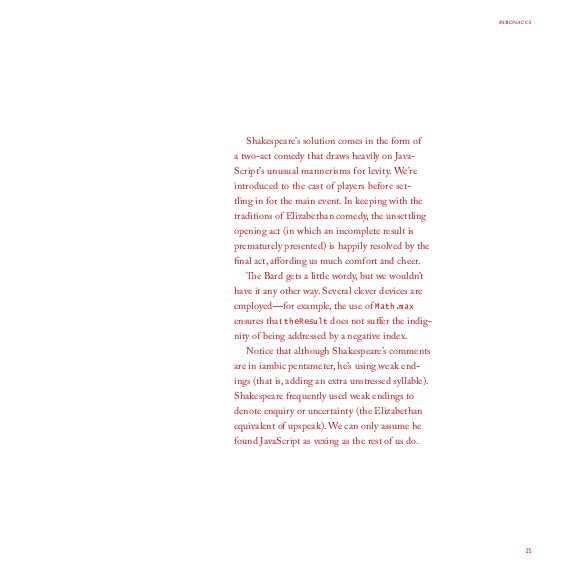 FIBONACCI
Shakespeare's solution comes in the form of
a two-act comedy that draws heavily on Java-
Script's unusual mannerisms for levity. We're
introduced to the cast of players before set-
tling in for the main event. In keeping with the
traditions of Elizabethan comedy, the unsettling
opening act (in which an incomplete result is
prematurely presented) is happily resolved by the
final act, affording us much comfort and cheer.
The Bard gets a little wordy, but we wouldn't
have it any other way. Several clever devices are
employed—for example, the use of Math.max
ensures that theResult does not suffer the indig-
nity of being addressed by a negative index.
Notice that although Shakespeare's comments
are in iambic pentameter, he's using weak end-
ings (that is, adding an extra unstressed syllable).
Shakespeare frequently used weak endings to
denote enquiry or uncertainty (the Elizabethan
equivalent of upspeak). We can only assume he
found JavaScript as vexing as the rest of us do.
25